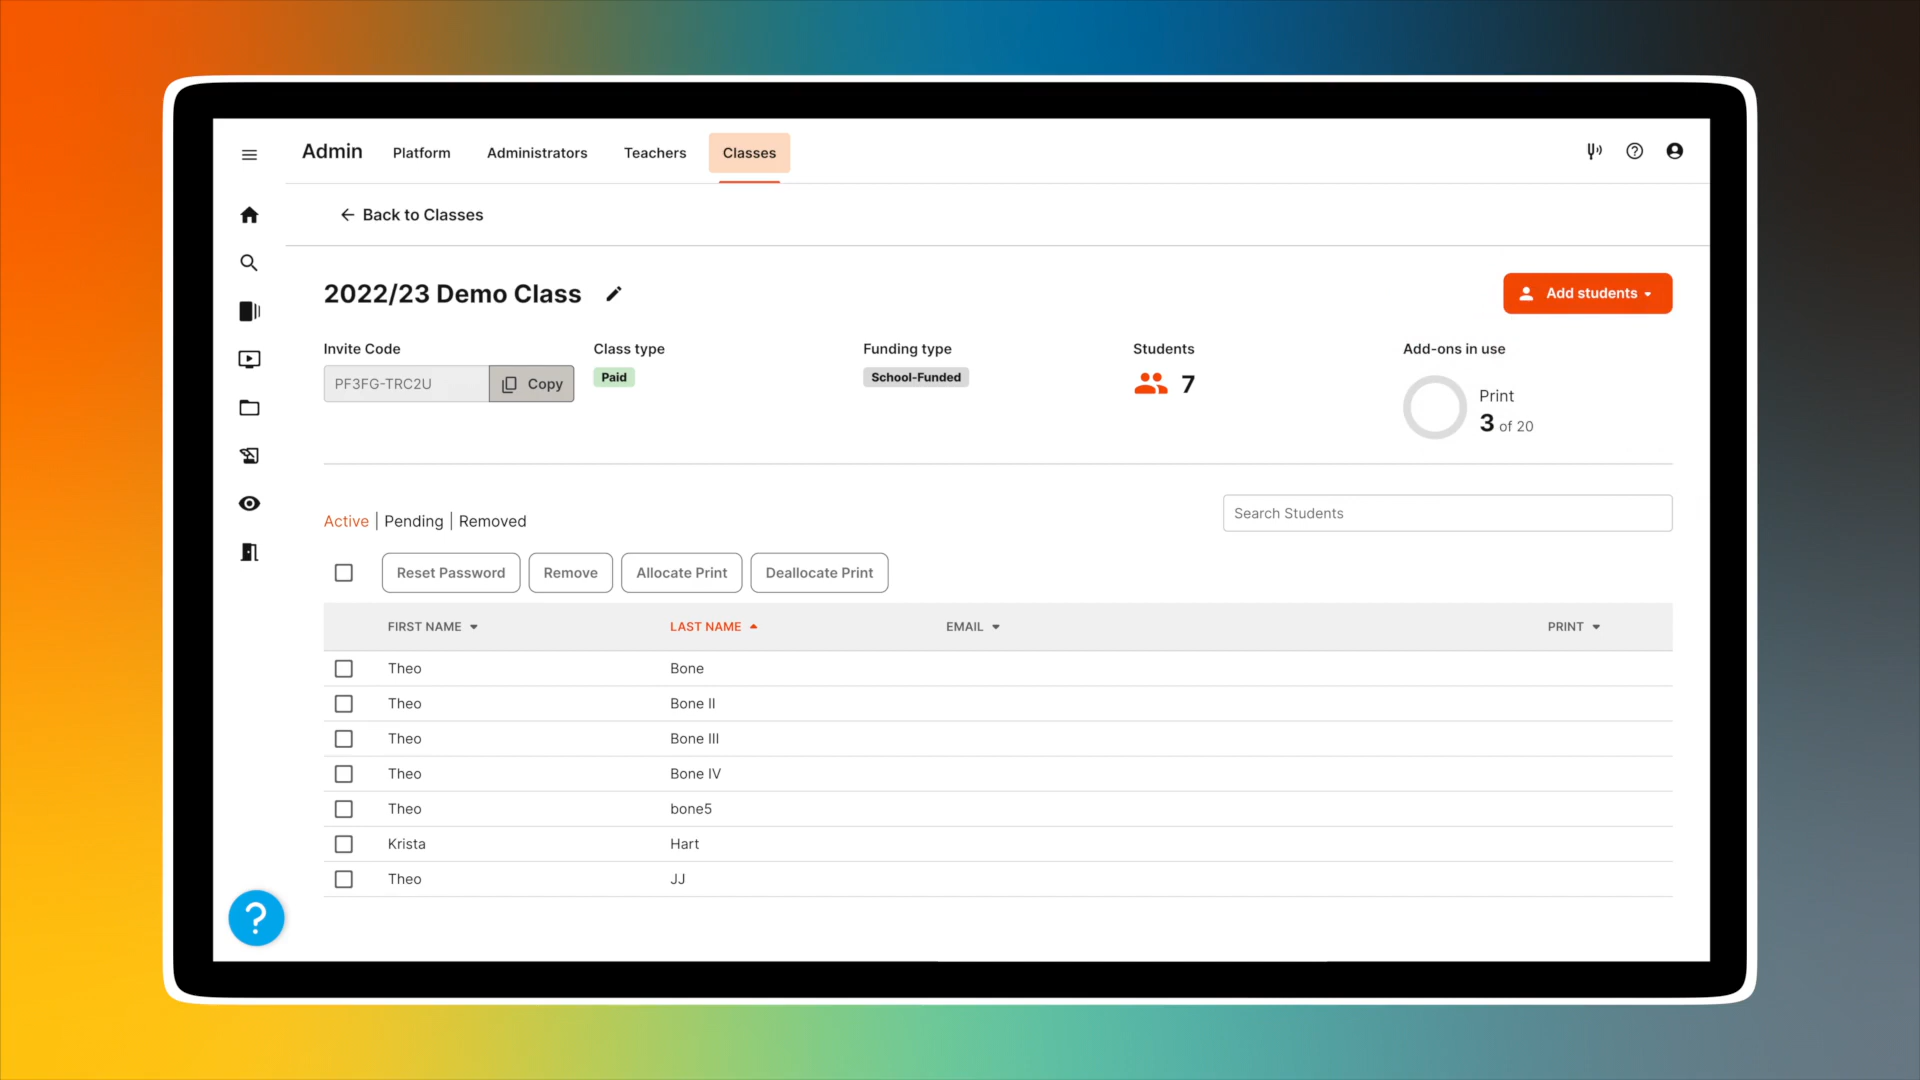 Admin Platform Administrators Teachers Classes
Back to Classes
2022/23 Demo Class
Add students
Invite Code Class type Funding type Students Add-ons in use
PF3FG-TRC2U Copy Paid School-Funded 7 Print
3 of 20
Active | Pending | Removed
Search Students
Reset Password Remove Allocate Print Deallocate Print
FIRST NAME LAST NAME EMAIL PRINT
Theo Bone
Theo Bone II
Theo Bone III
Theo Bone IV
Theo bone5
Krista Hart
Theo JJ
?